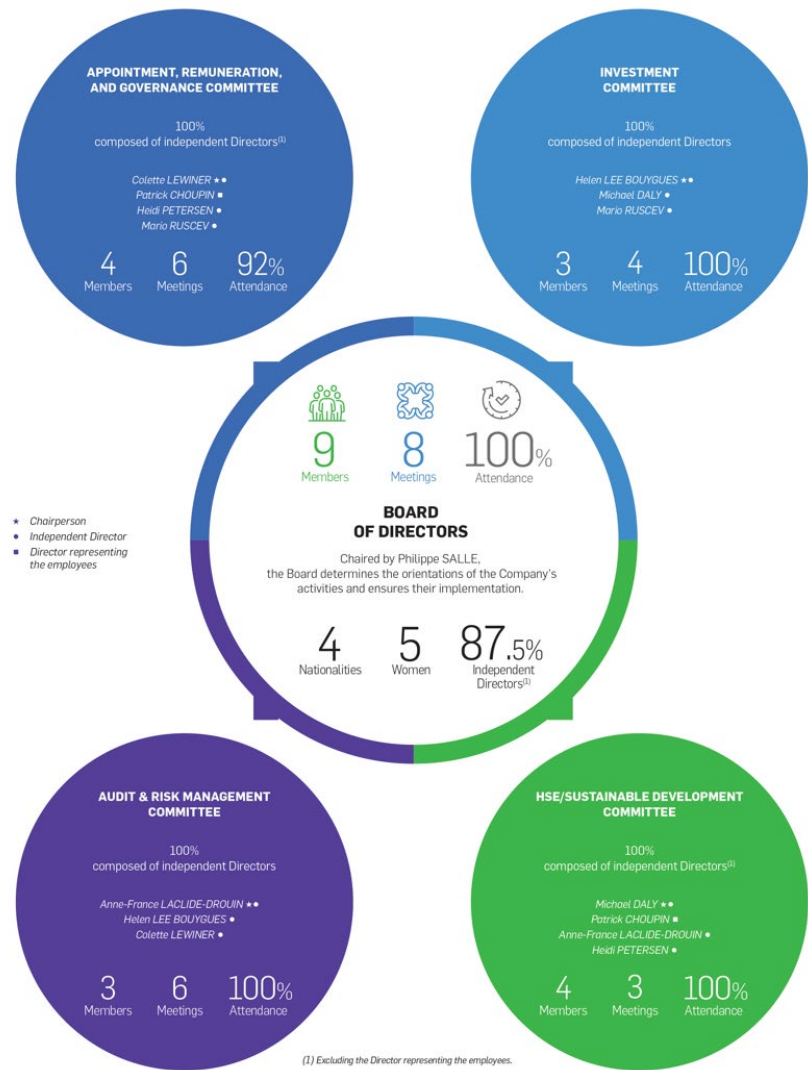 APPOINTMENT, REMUNERATION,
AND GOVERNANCE COMMITTEE
100%
composed of independent Directors(1)
Colette LEWINER ★●
Patrick CHOUPIN ■
Heidi PETERSEN ●
Mario RUSCEV ●
4 6 92%
Members Meetings Attendance
INVESTMENT
COMMITTEE
100%
composed of independent Directors
Helen LEE BOUYGUES ★●
Michael DALY ●
Mario RUSCEV ●
3 4 100%
Members Meetings Attendance
9 8 100%
Members Meetings Attendance
BOARD
OF DIRECTORS
Chaired by Philippe SALLE,
the Board determines the orientations of the Company's
activities and ensures their implementation.
4 5 87.5%
Nationalities Women Independent
Directors(1)
★ Chairperson
● Independent Director
■ Director representing
the employees
AUDIT & RISK MANAGEMENT
COMMITTEE
100%
composed of independent Directors
Anne-France LACLIDE-DROUIN ★●
Helen LEE BOUYGUES ●
Colette LEWINER ●
3 6 100%
Members Meetings Attendance
HSE/SUSTAINABLE DEVELOPMENT
COMMITTEE
100%
composed of independent Directors(1)
Michael DALY ★●
Patrick CHOUPIN ■
Anne-France LACLIDE-DROUIN ●
Heidi PETERSEN ●
4 3 100%
Members Meetings Attendance
(1) Excluding the Director representing the employees.